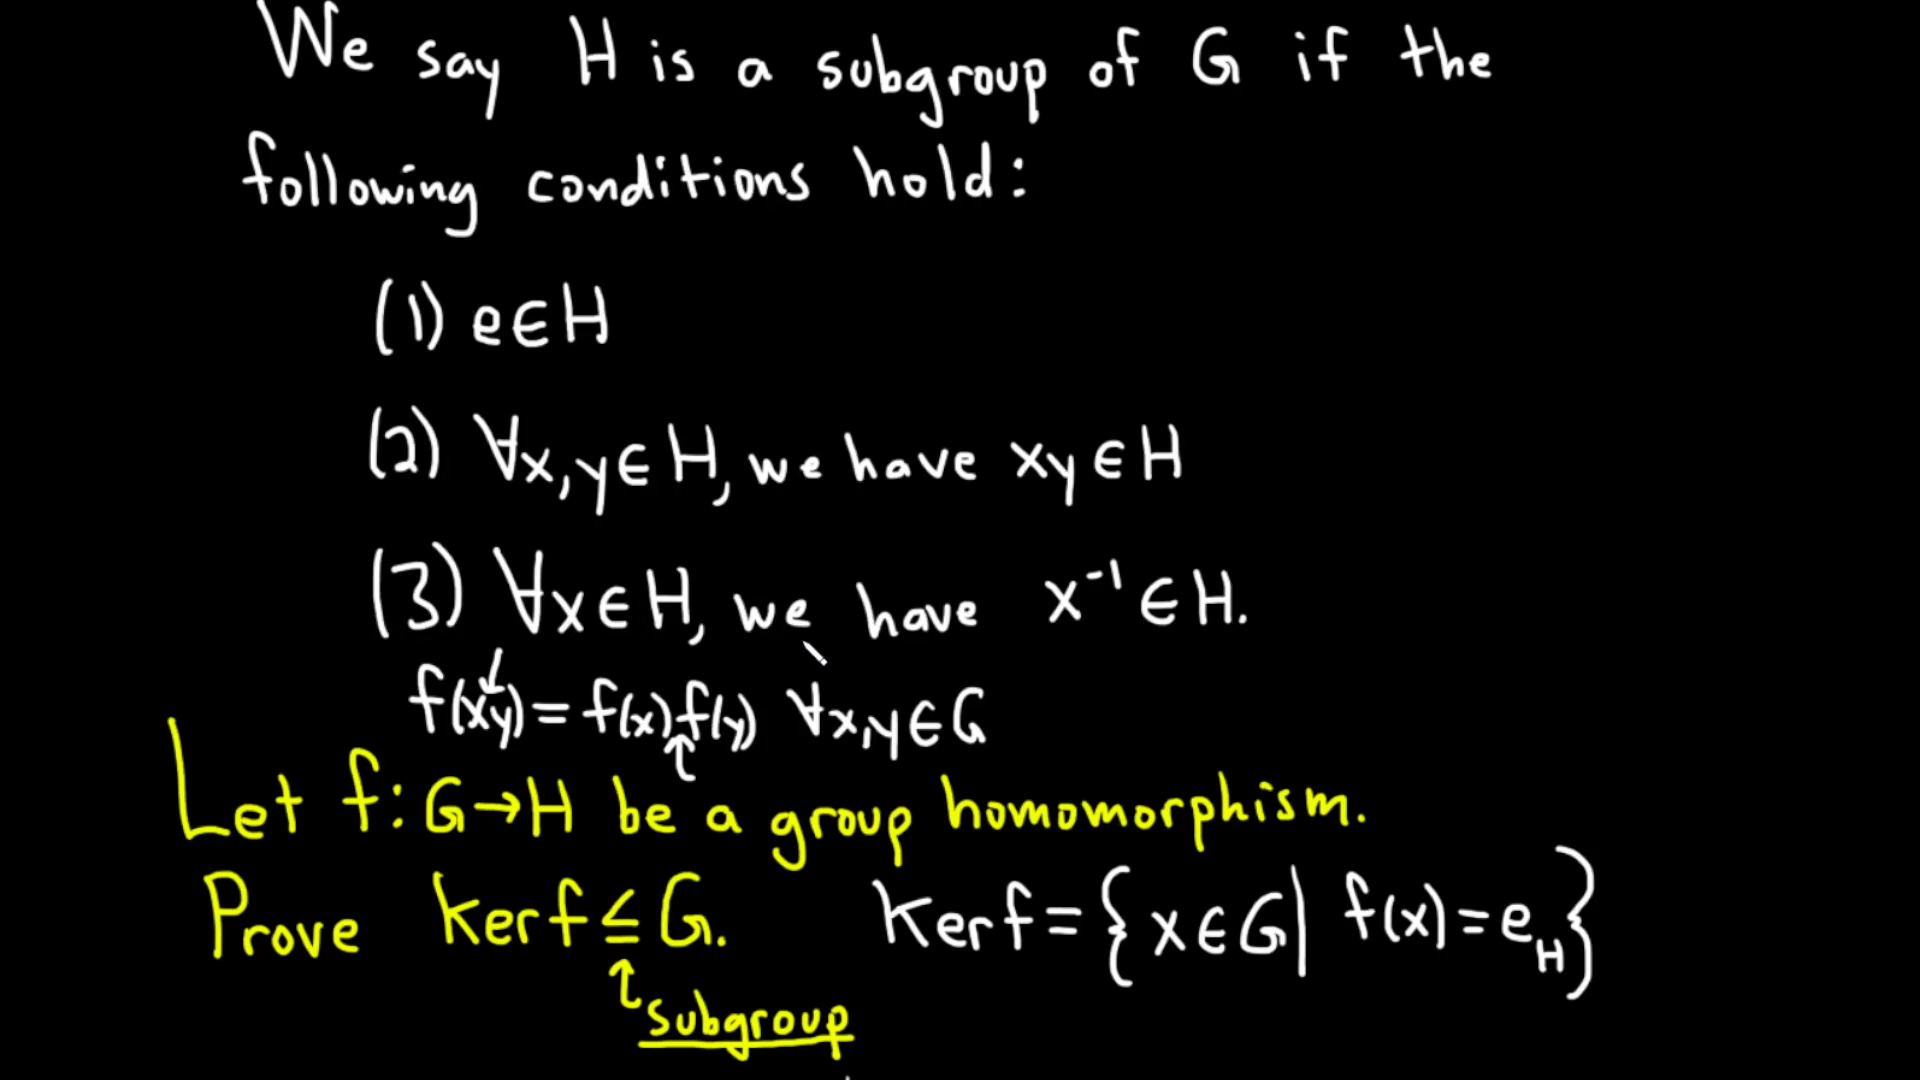 We say H is a subgroup of G if the
following conditions hold:
(1) e∈H
(2) ∀x,y∈H, we have xy∈H
(3) ∀x∈H, we have x⁻¹∈H.
f(xy)=f(x)f(y) ∀x,y∈G
Let f:G→H be a group homomorphism.
Prove kerf≤G. Kerf={x∈G| f(x)=e_H}
subgroup